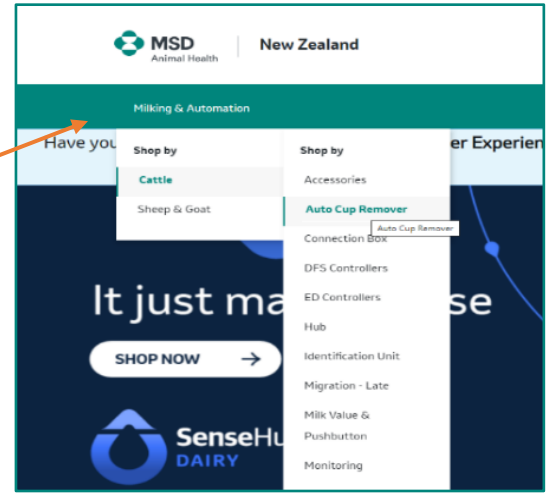 MSD
Animal Health
New Zealand
Milking & Automation
Have you
er Experien
Shop by
Cattle
Sheep & Goat
Shop by
Accessories
Auto Cup Remover
Auto Cup Remover
Connection Box
DFS Controllers
ED Controllers
Hub
Identification Unit
Migration - Late
Milk Value &
Pushbutton
Monitoring
It just ma
se
SHOP NOW
SenseHu
DAIRY